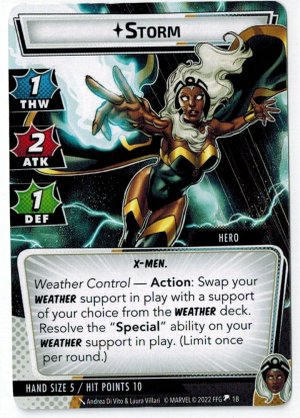 STORM
1
THW
2
ATK
1
DEF
HERO
X-MEN.
Weather Control — Action: Swap your
WEATHER support in play with a support
of your choice from the WEATHER deck.
Resolve the “Special” ability on your
WEATHER support in play. (Limit once
per round.)
HAND SIZE 5 / HIT POINTS 10
Andrea Di Vito & Laura Villari © MARVEL © 2022 FFG 1B